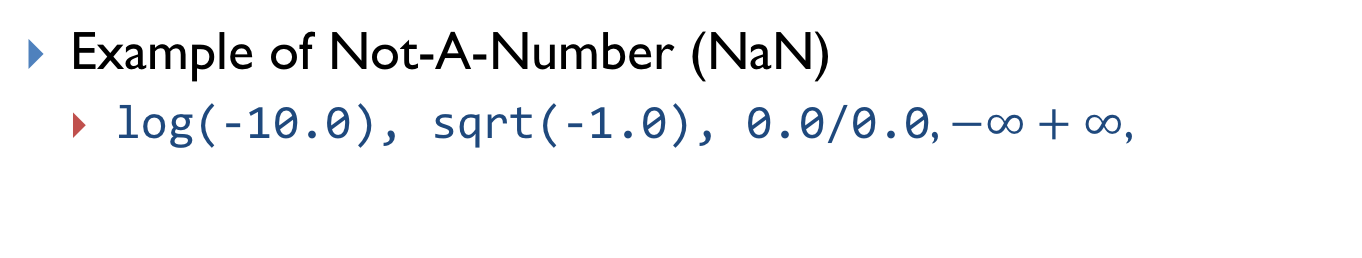 Example of Not-A-Number (NaN)
log(-10.0), sqrt(-1.0), 0.0/0.0, −∞ + ∞,